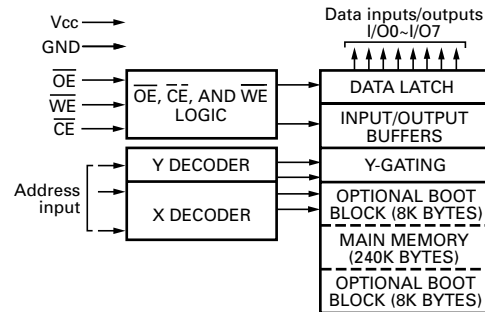 Vcc
GND
OE
WE
CE
Address
input
OE, CE, AND WE
LOGIC
Y DECODER
X DECODER
Data inputs/outputs
I/O0~I/O7
DATA LATCH
INPUT/OUTPUT
BUFFERS
Y-GATING
OPTIONAL BOOT
BLOCK (8K BYTES)
MAIN MEMORY
(240K BYTES)
OPTIONAL BOOT
BLOCK (8K BYTES)